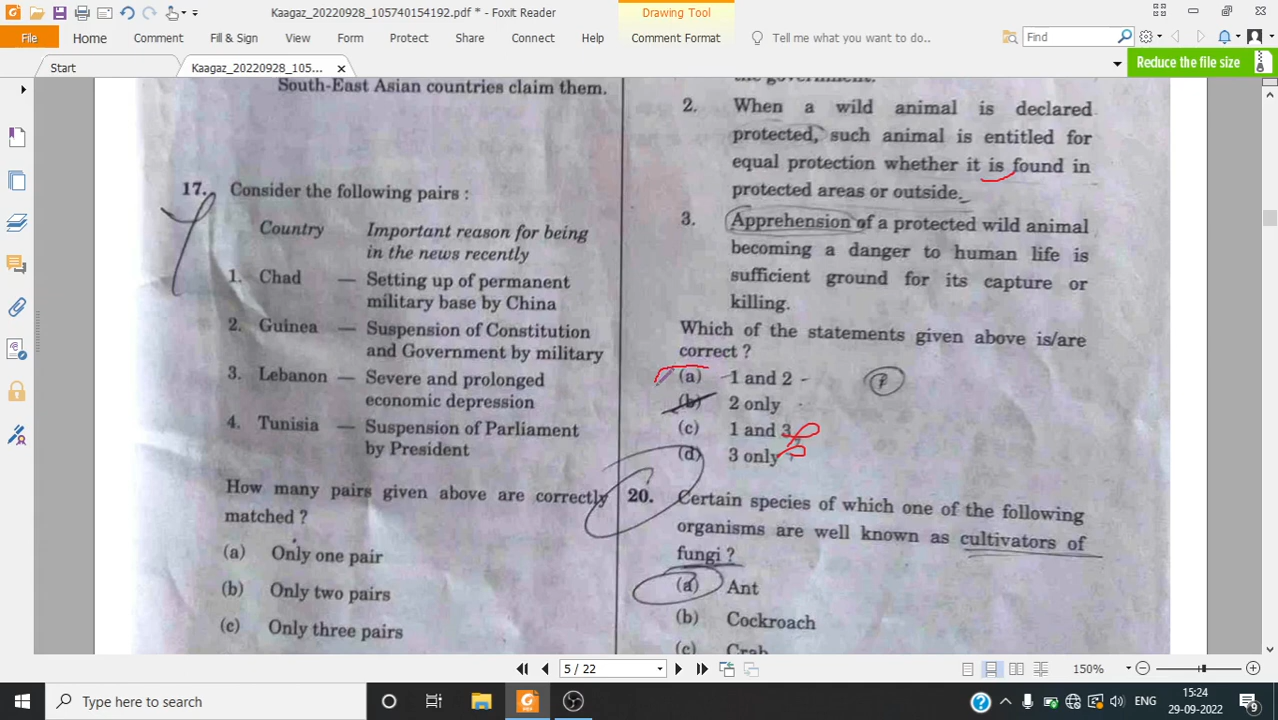 Kaagaz_20220928_105740154192.pdf * - Foxit Reader
Drawing Tool
File
Home
Comment
Fill & Sign
View
Form
Protect
Share
Connect
Help
Comment Format
Tell me what you want to do..
Find
Start
Kaagaz_20220928_105...
Reduce the file size
South-East Asian countries claim them.
17.
Consider the following pairs :
Country
Important reason for being
in the news recently
1. Chad — Setting up of permanent
military base by China
2. Guinea — Suspension of Constitution
and Government by military
3. Lebanon — Severe and prolonged
economic depression
4. Tunisia — Suspension of Parliament
by President
How many pairs given above are correctly
matched ?
(a) Only one pair
(b) Only two pairs
(c) Only three pairs
the government.
2. When a wild animal is declared
protected, such animal is entitled for
equal protection whether it is found in
protected areas or outside.
3. Apprehension of a protected wild animal
becoming a danger to human life is
sufficient ground for its capture or
killing.
Which of the statements given above is/are
correct ?
(a) 1 and 2
(b) 2 only
(c) 1 and 3
(d) 3 only
20. Certain species of which one of the following
organisms are well known as cultivators of
fungi ?
(a) Ant
(b) Cockroach
(c) Crab
5 / 22
150%
Type here to search
ENG
15:24
29-09-2022
9